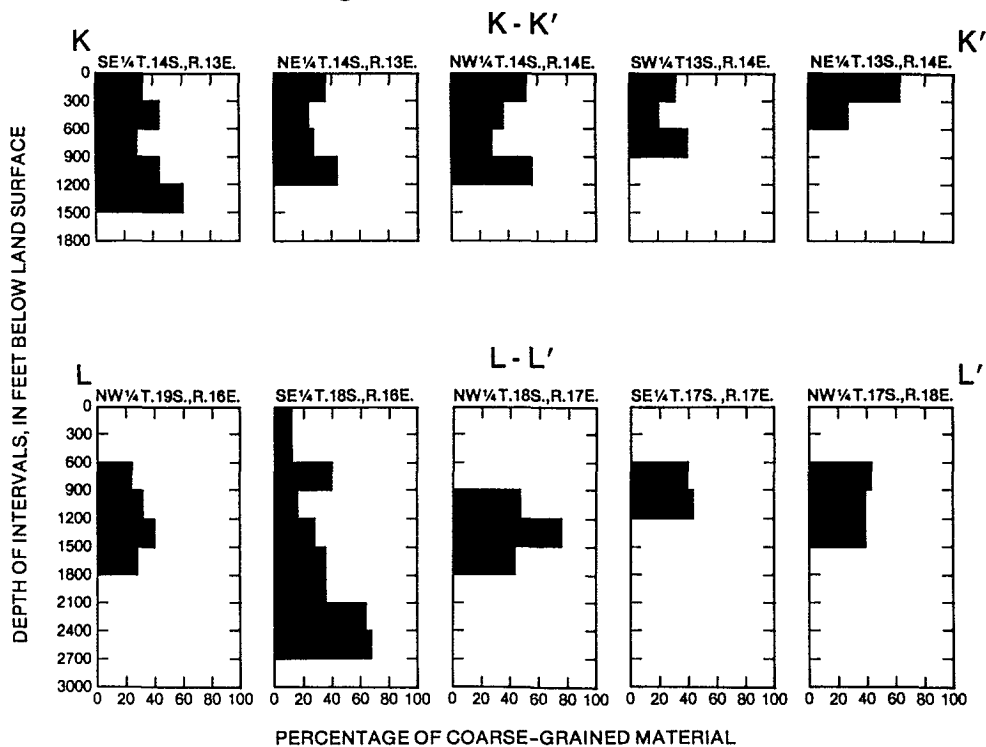 K - K'
K
K'
SE¼T.14S.,R.13E.
NE¼T.14S.,R.13E.
NW¼T.14S.,R.14E.
SW¼T13S.,R.14E.
NE¼T.13S.,R.14E.
0
300
600
900
1200
1500
1800
DEPTH OF INTERVALS, IN FEET BELOW LAND SURFACE
L - L'
L
L'
NW¼T.19S.,R.16E.
SE¼T.18S.,R.16E.
NW¼T.18S.,R.17E.
SE¼T.17S.,R.17E.
NW¼T.17S.,R.18E.
0
300
600
900
1200
1500
1800
2100
2400
2700
3000
0 20 40 60 80 100
0 20 40 60 80 100
0 20 40 60 80 100
0 20 40 60 80 100
0 20 40 60 80 100
PERCENTAGE OF COARSE-GRAINED MATERIAL